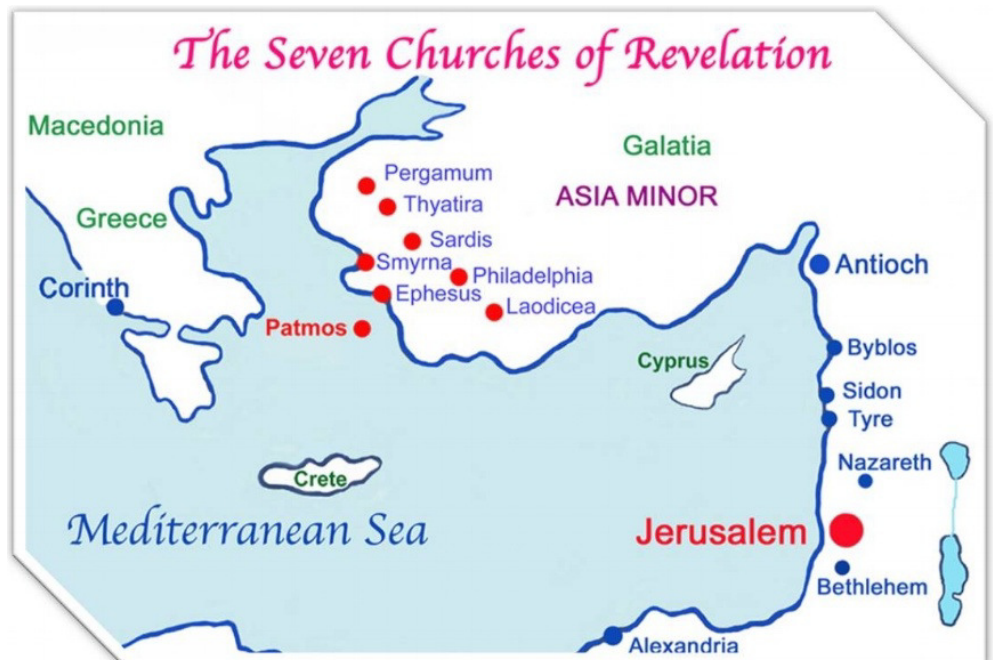 The Seven Churches of Revelation
Macedonia
Galatia
Pergamum
ASIA MINOR
Thyatira
Greece
Sardis
Smyrna
Antioch
Philadelphia
Corinth
Ephesus
Laodicea
Patmos
Byblos
Cyprus
Sidon
Tyre
Nazareth
Crete
Mediterranean Sea
Jerusalem
Bethlehem
Alexandria